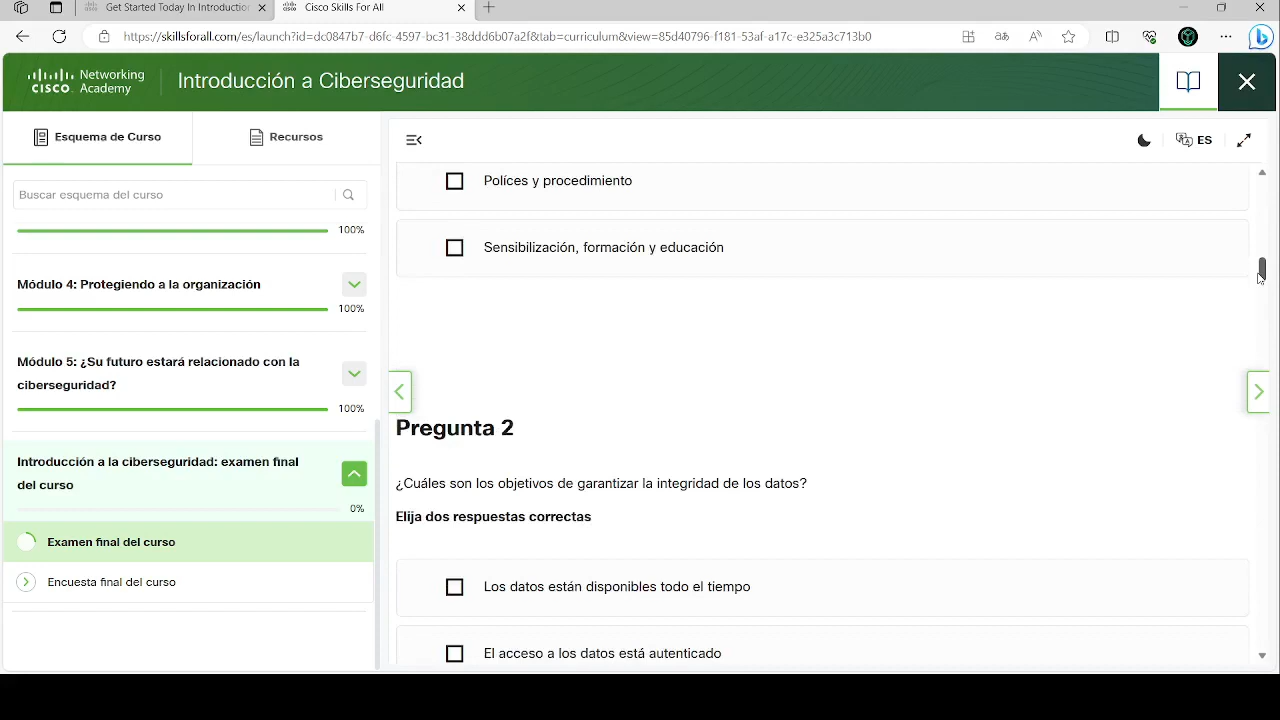 Get Started Today In Introduction
Cisco Skills For All
https://skillsforall.com/es/launch?id=dc0847b7-d6fc-4597-bc31-38ddd6b07a2f&tab=curriculum&view=85d40796-f181-53af-a17c-e325a3c713b0
Networking
CISCO Academy
Introducción a Ciberseguridad
Esquema de Curso
Recursos
ES
Buscar esquema del curso
100%
Módulo 4: Protegiendo a la organización
100%
Módulo 5: ¿Su futuro estará relacionado con la
ciberseguridad?
100%
Introducción a la ciberseguridad: examen final
del curso
0%
Examen final del curso
Encuesta final del curso
Políces y procedimiento
Sensibilización, formación y educación
Pregunta 2
¿Cuáles son los objetivos de garantizar la integridad de los datos?
Elija dos respuestas correctas
Los datos están disponibles todo el tiempo
El acceso a los datos está autenticado